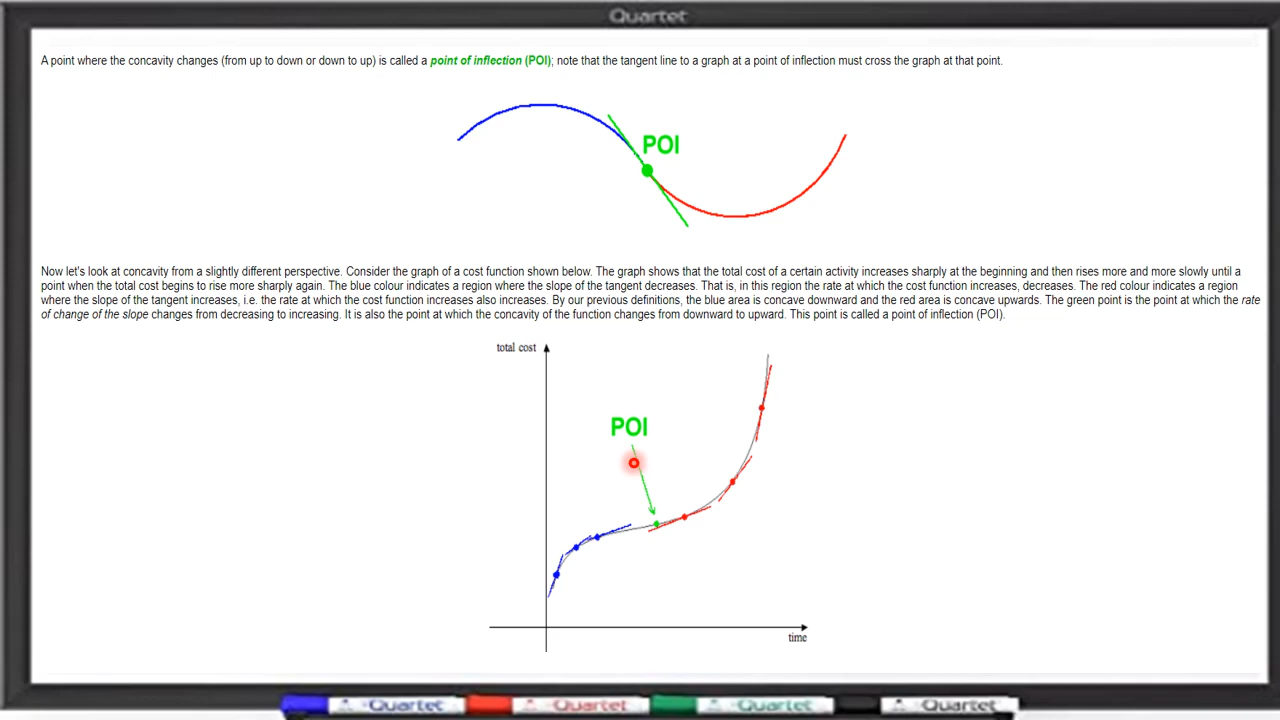 Quartet
A point where the concavity changes (from up to down or down to up) is called a point of inflection (POI); note that the tangent line to a graph at a point of inflection must cross the graph at that point.
POI
Now let's look at concavity from a slightly different perspective. Consider the graph of a cost function shown below. The graph shows that the total cost of a certain activity increases sharply at the beginning and then rises more and more slowly until a
point when the total cost begins to rise more sharply again. The blue colour indicates a region where the slope of the tangent decreases. That is, in this region the rate at which the cost function increases, decreases. The red colour indicates a region
where the slope of the tangent increases, i.e. the rate at which the cost function increases also increases. By our previous definitions, the blue area is concave downward and the red area is concave upwards. The green point is the point at which the rate
of change of the slope changes from decreasing to increasing. It is also the point at which the concavity of the function changes from downward to upward. This point is called a point of inflection (POI).
total cost
POI
time
Quartet Quartet Quartet Quartet